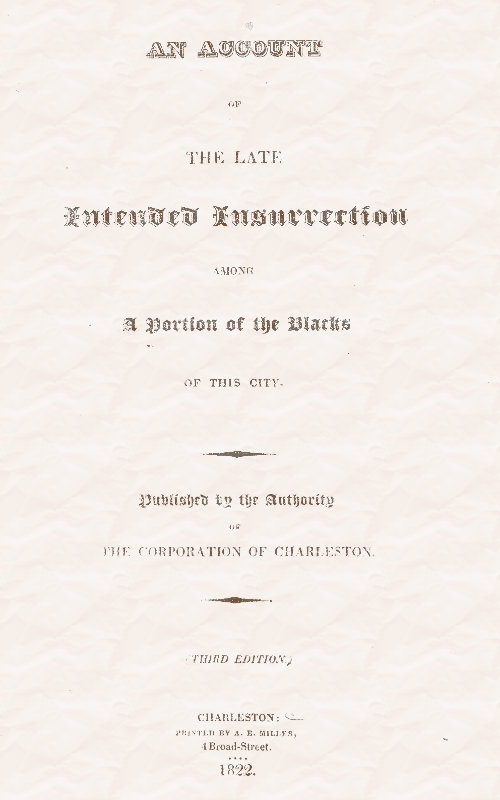 AN ACCOUNT
OF
THE LATE
Intended Insurrection
AMONG
A Portion of the Blacks
OF THIS CITY.
Published by the Authority
OF
THE CORPORATION OF CHARLESTON.
(THIRD EDITION.)
CHARLESTON:
PRINTED BY A. E. MILLER,
4 Broad-Street.
1822.